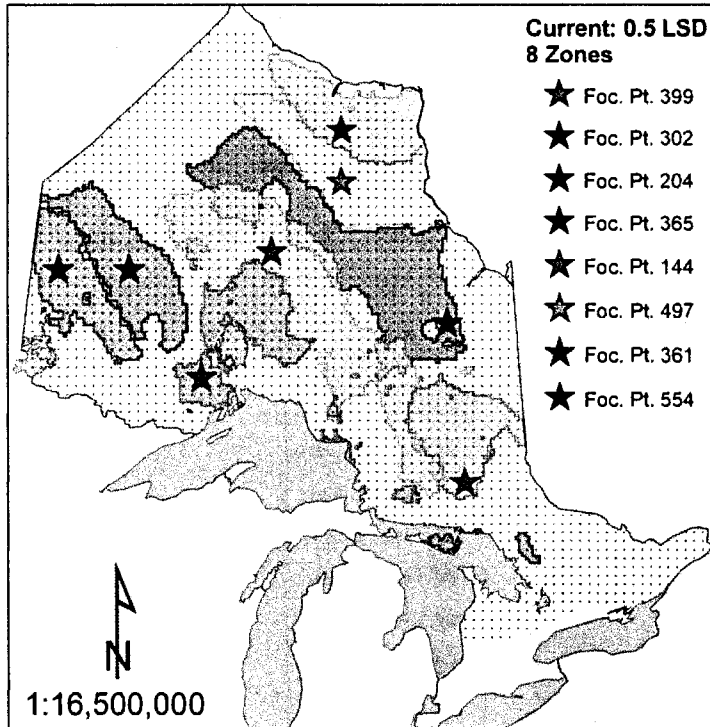 Current: 0.5 LSD
8 Zones
Foc. Pt. 399
Foc. Pt. 302
Foc. Pt. 204
Foc. Pt. 365
Foc. Pt. 144
Foc. Pt. 497
Foc. Pt. 361
Foc. Pt. 554
N
1:16,500,000